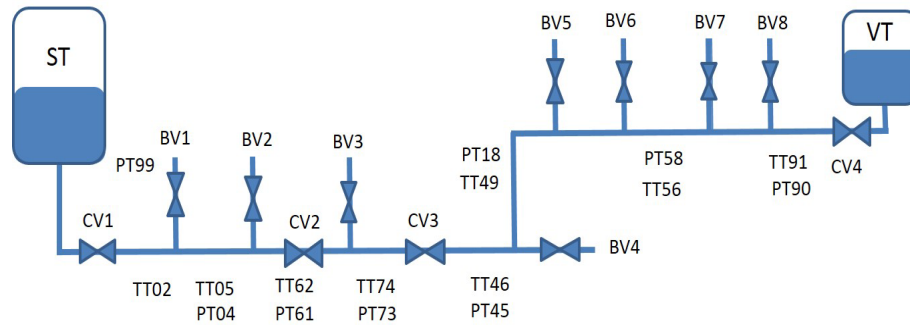 ST
BV5
BV6
BV7
BV8
VT
BV1
BV2
BV3
PT99
PT18
TT49
PT58
TT56
TT91
PT90
CV4
CV1
CV2
CV3
BV4
TT02
TT05
PT04
TT62
PT61
TT74
PT73
TT46
PT45